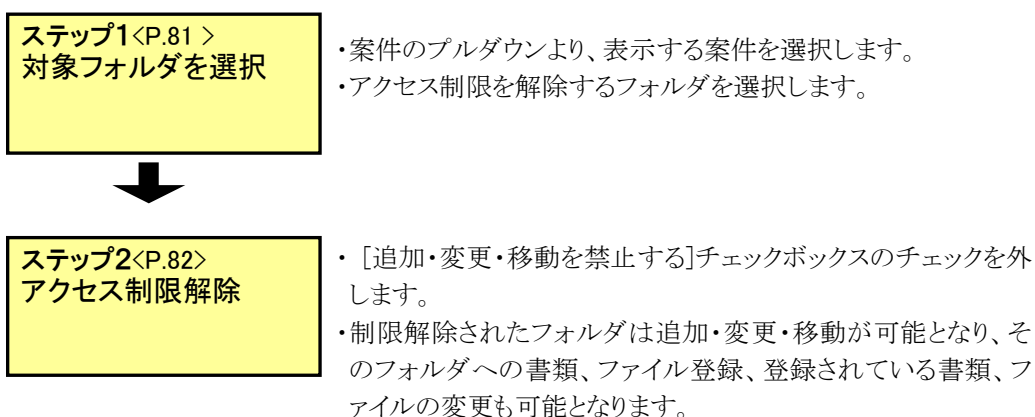 ステップ1<P.81 >
対象フォルダを選択
・案件のプルダウンより、表示する案件を選択します。
・アクセス制限を解除するフォルダを選択します。
ステップ2<P.82>
アクセス制限解除
・ [追加・変更・移動を禁止する]チェックボックスのチェックを外
します。
・制限解除されたフォルダは追加・変更・移動が可能となり、そ
のフォルダへの書類、ファイル登録、登録されている書類、フ
ァイルの変更も可能となります。